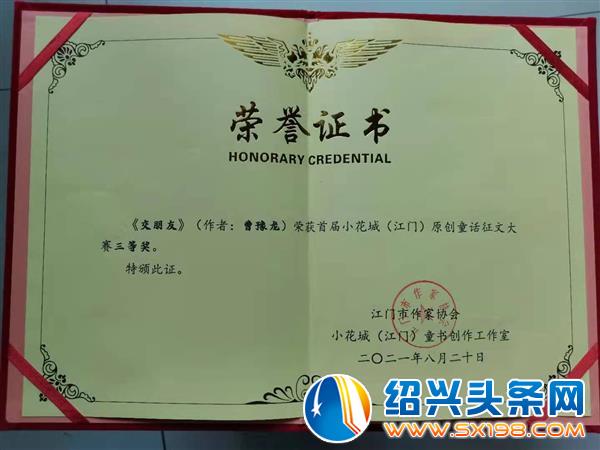 荣誉证书
HONORARY CREDENTIAL
《交朋友》（作者：曹豫龙）荣获首届小花城（江门）原创童话征文大
赛三等奖。
特颁此证。
江门市作家协会
小花城（江门）童书创作工作室
二〇二一年八月二十日
绍兴头条网
www.SX198.com